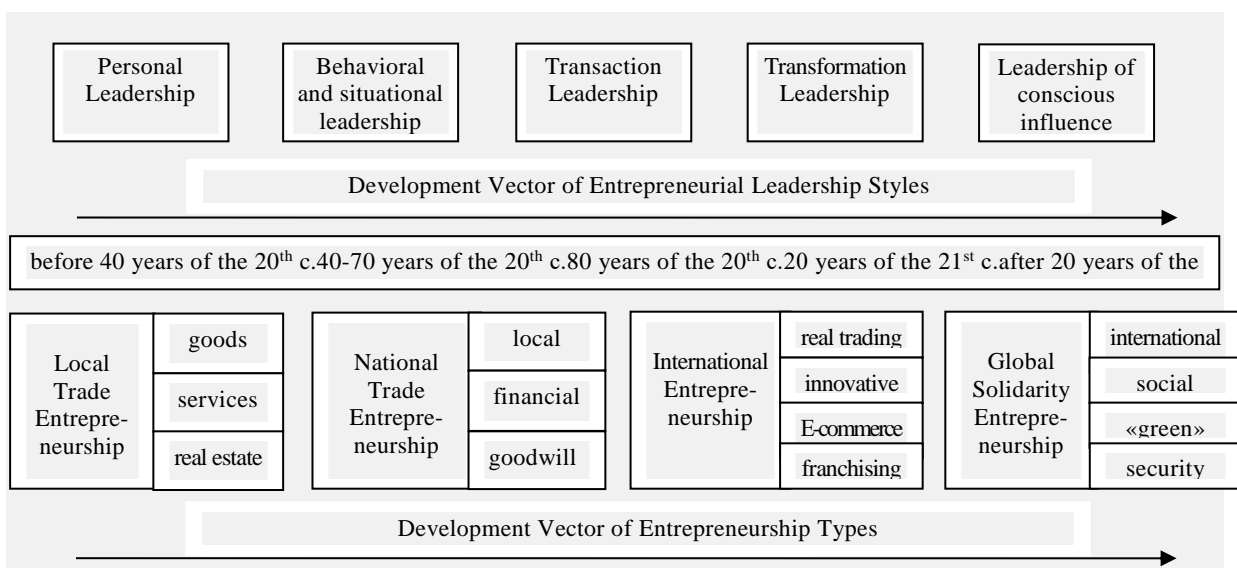 Personal
Leadership
Behavioral
and situational
leadership
Transaction
Leadership
Transformation
Leadership
Leadership of
conscious
influence
Development Vector of Entrepreneurial Leadership Styles
before 40 years of the 20th c.40-70 years of the 20th c.80 years of the 20th c.20 years of the 21st c.after 20 years of the
Local
Trade
Entrepre-
neurship
goods
services
real estate
National
Trade
Entrepre-
neurship
local
financial
goodwill
International
Entrepre-
neurship
real trading
innovative
E-commerce
franchising
Global
Solidarity
Entrepre-
neurship
international
social
«green»
security
Development Vector of Entrepreneurship Types